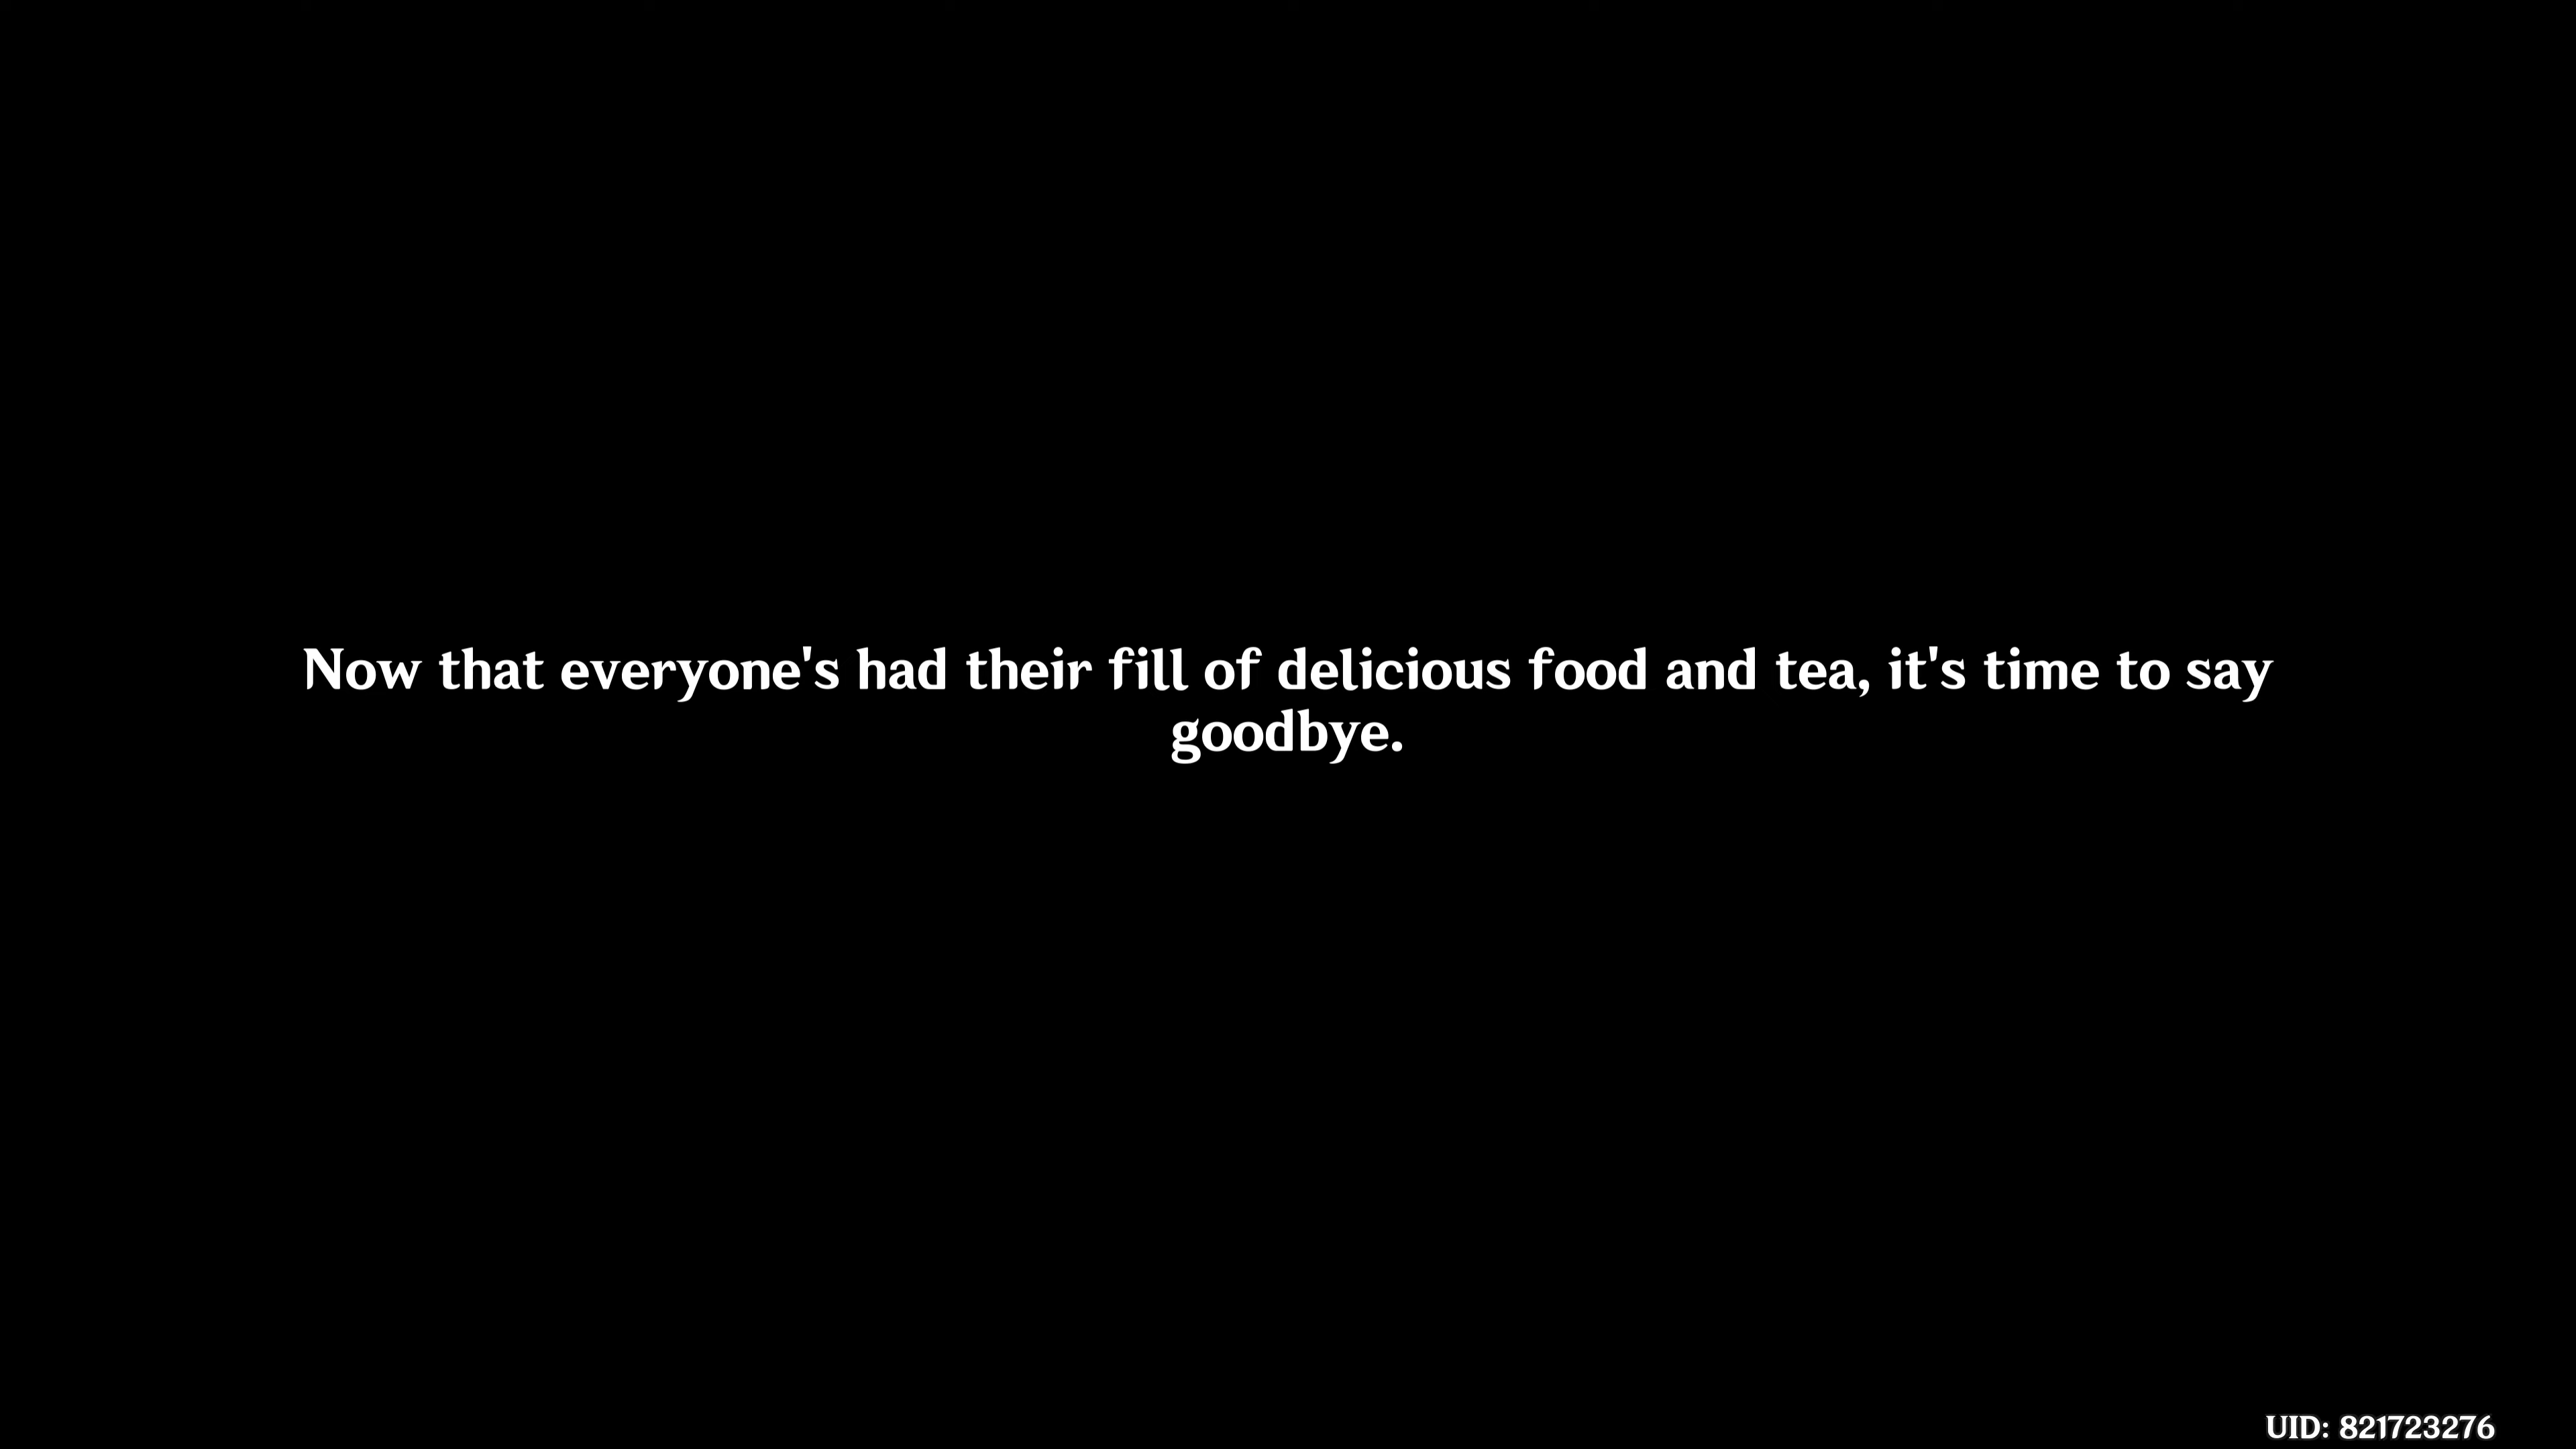 Now that everyone's had their fill of delicious food and tea, it's time to say
goodbye.
UID: 821723276